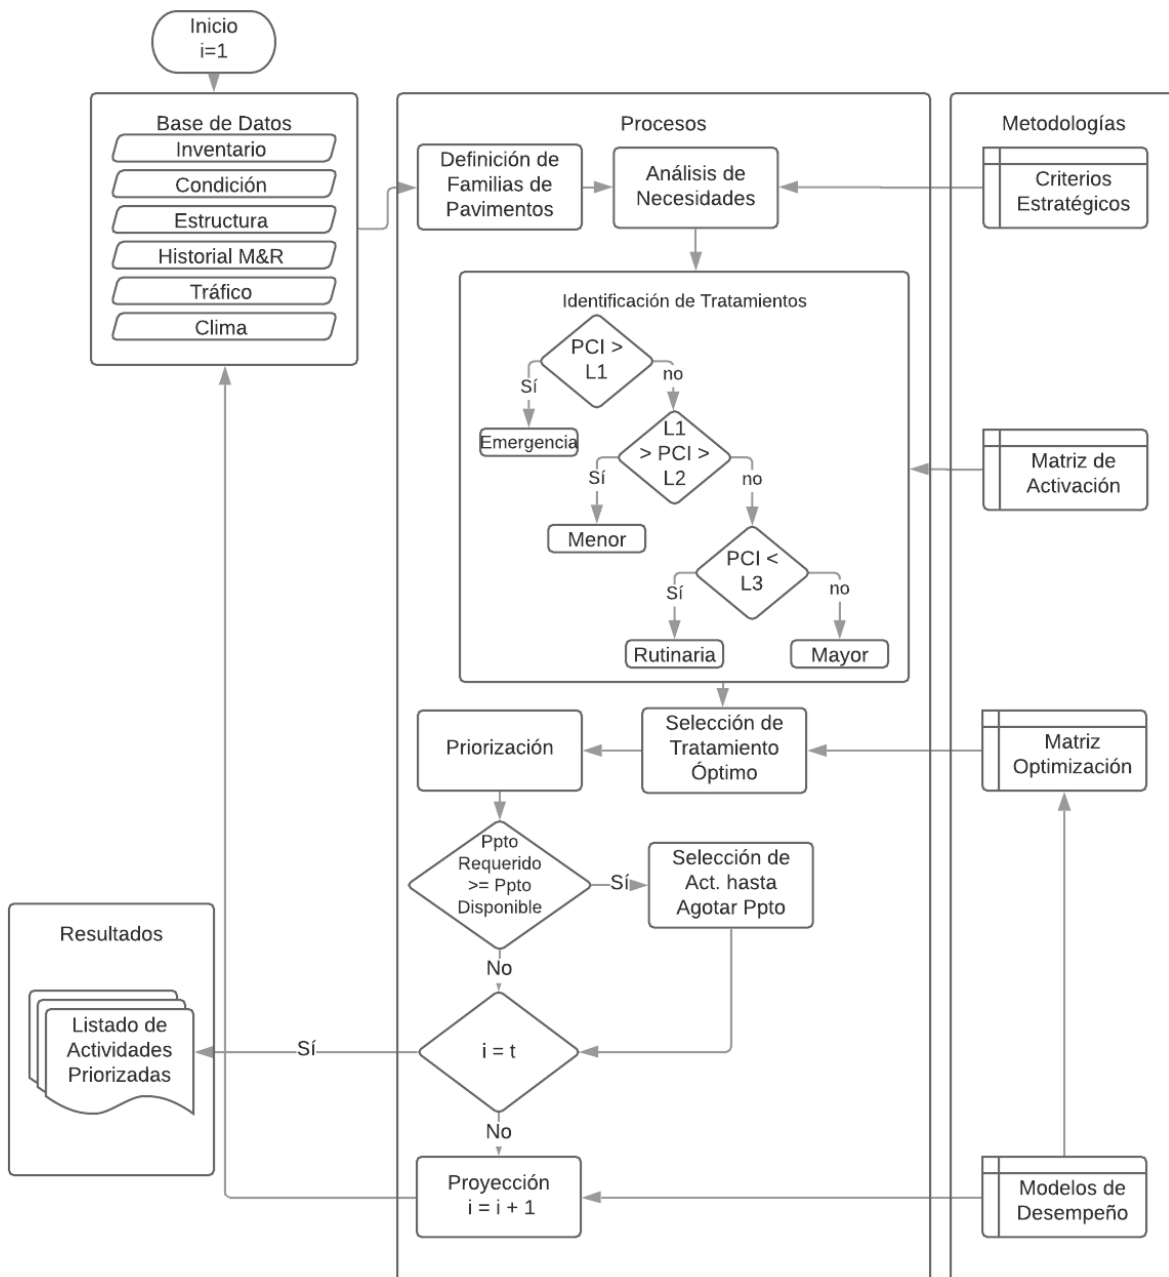 Inicio
i=1
Base de Datos
Inventario
Condición
Estructura
Historial M&R
Tráfico
Clima
Procesos
Definición de
Familias de
Pavimentos
Análisis de
Necesidades
Identificación de Tratamientos
PCI >
L1
Sí
no
Emergencia
L1
> PCI >
L2
Sí
no
Menor
PCI <
L3
Sí
no
Rutinaria
Mayor
Selección de
Tratamiento
Óptimo
Priorización
Ppto
Requerido
>= Ppto
Disponible
Sí
Selección de
Act. hasta
Agotar Ppto
No
i = t
Sí
No
Proyección
i = i + 1
Resultados
Listado de
Actividades
Priorizadas
Metodologías
Criterios
Estratégicos
Matriz de
Activación
Matriz
Optimización
Modelos de
Desempeño